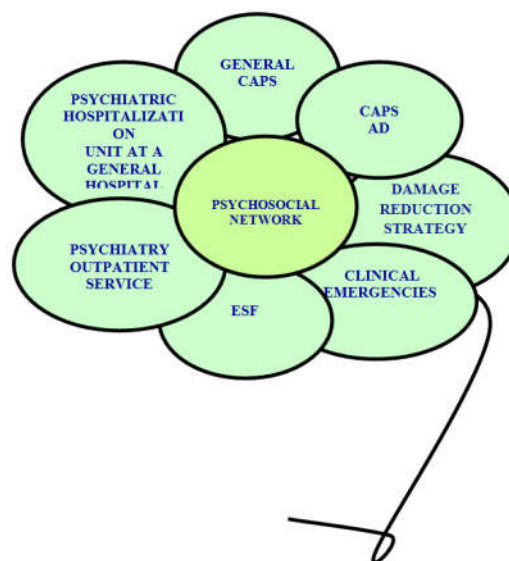 GENERAL
CAPS
PSYCHIATRIC
HOSPITALIZATI
ON
UNIT AT A
GENERAL
HOSPITAL
CAPS
AD
DAMAGE
REDUCTION
STRATEGY
PSYCHOSOCIAL
NETWORK
PSYCHIATRY
OUTPATIENT
SERVICE
CLINICAL
EMERGENCIES
ESF